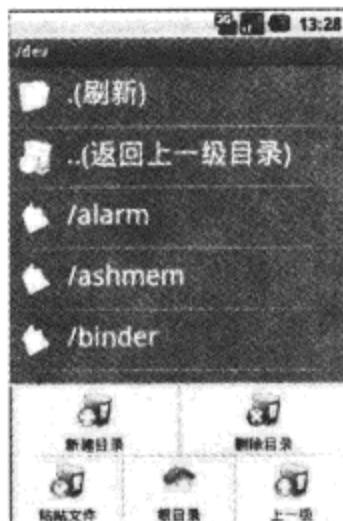 13:28
/dev
.(刷新)
..(返回上一级目录)
/alarm
/ashmem
/binder
新建目录
删除目录
粘贴文件
根目录
上一级